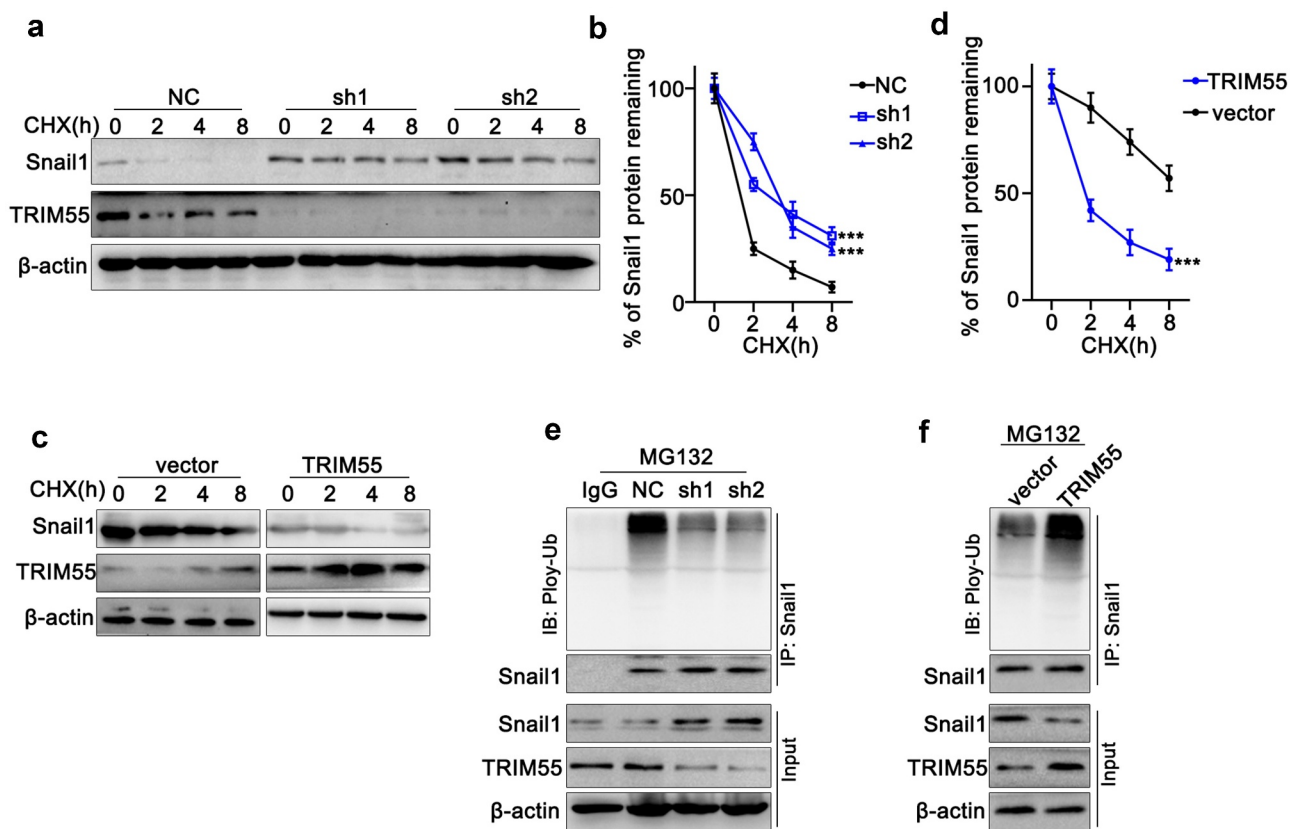 a
NC sh1 sh2
CHX(h) 0 2 4 8 0 2 4 8 0 2 4 8
Snail1
TRIM55
β-actin
b
% of Snail1 protein remaining
100
50
0
0 2 4 8
CHX(h)
NC
sh1
sh2
***
***
d
% of Snail1 protein remaining
100
50
0
0 2 4 8
CHX(h)
TRIM55
vector
***
c
vector TRIM55
CHX(h) 0 2 4 8 0 2 4 8
Snail1
TRIM55
β-actin
e
MG132
IgG NC sh1 sh2
IB: Ploy-Ub
Snail1
IP: Snail1
Snail1
TRIM55
β-actin
Input
f
MG132
vector TRIM55
IB: Ploy-Ub
Snail1
IP: Snail1
Snail1
TRIM55
β-actin
Input